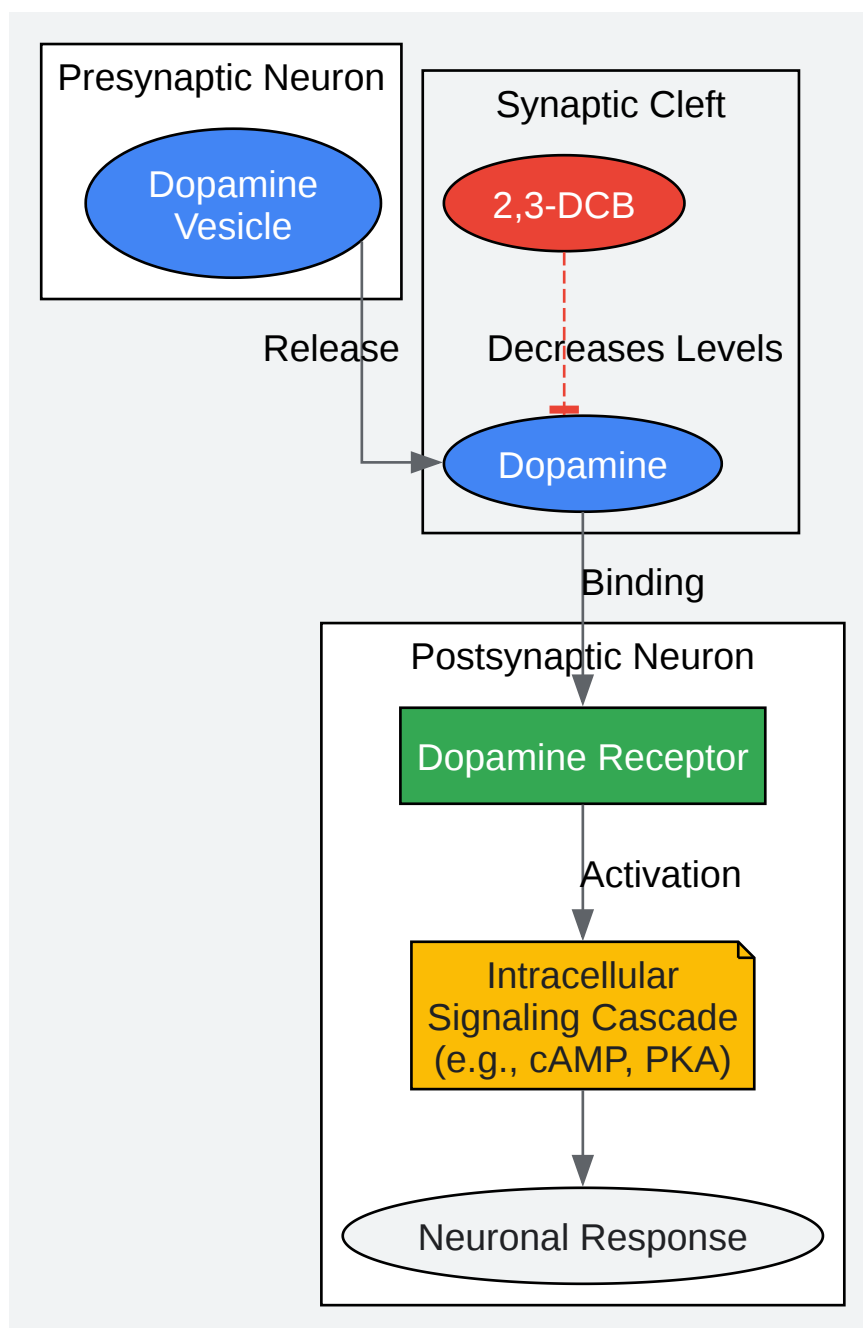 Presynaptic Neuron
Dopamine
Vesicle
Synaptic Cleft
2,3-DCB
Release
Decreases Levels
Dopamine
Binding
Postsynaptic Neuron
Dopamine Receptor
Activation
Intracellular
Signaling Cascade
(e.g., cAMP, PKA)
Neuronal Response